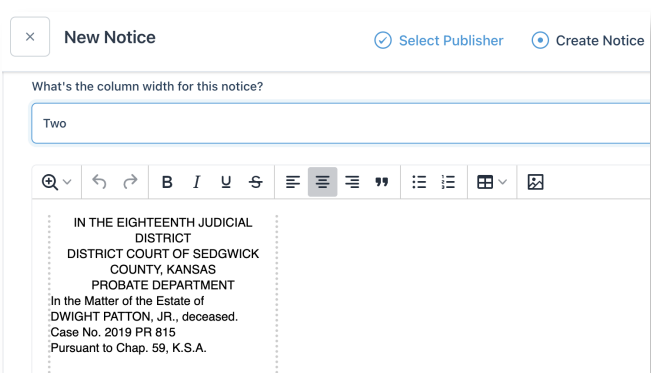 New Notice
Select Publisher
Create Notice
What's the column width for this notice?
Two
B I U S
IN THE EIGHTEENTH JUDICIAL
DISTRICT
DISTRICT COURT OF SEDGWICK
COUNTY, KANSAS
PROBATE DEPARTMENT
In the Matter of the Estate of
DWIGHT PATTON, JR., deceased.
Case No. 2019 PR 815
Pursuant to Chap. 59, K.S.A.